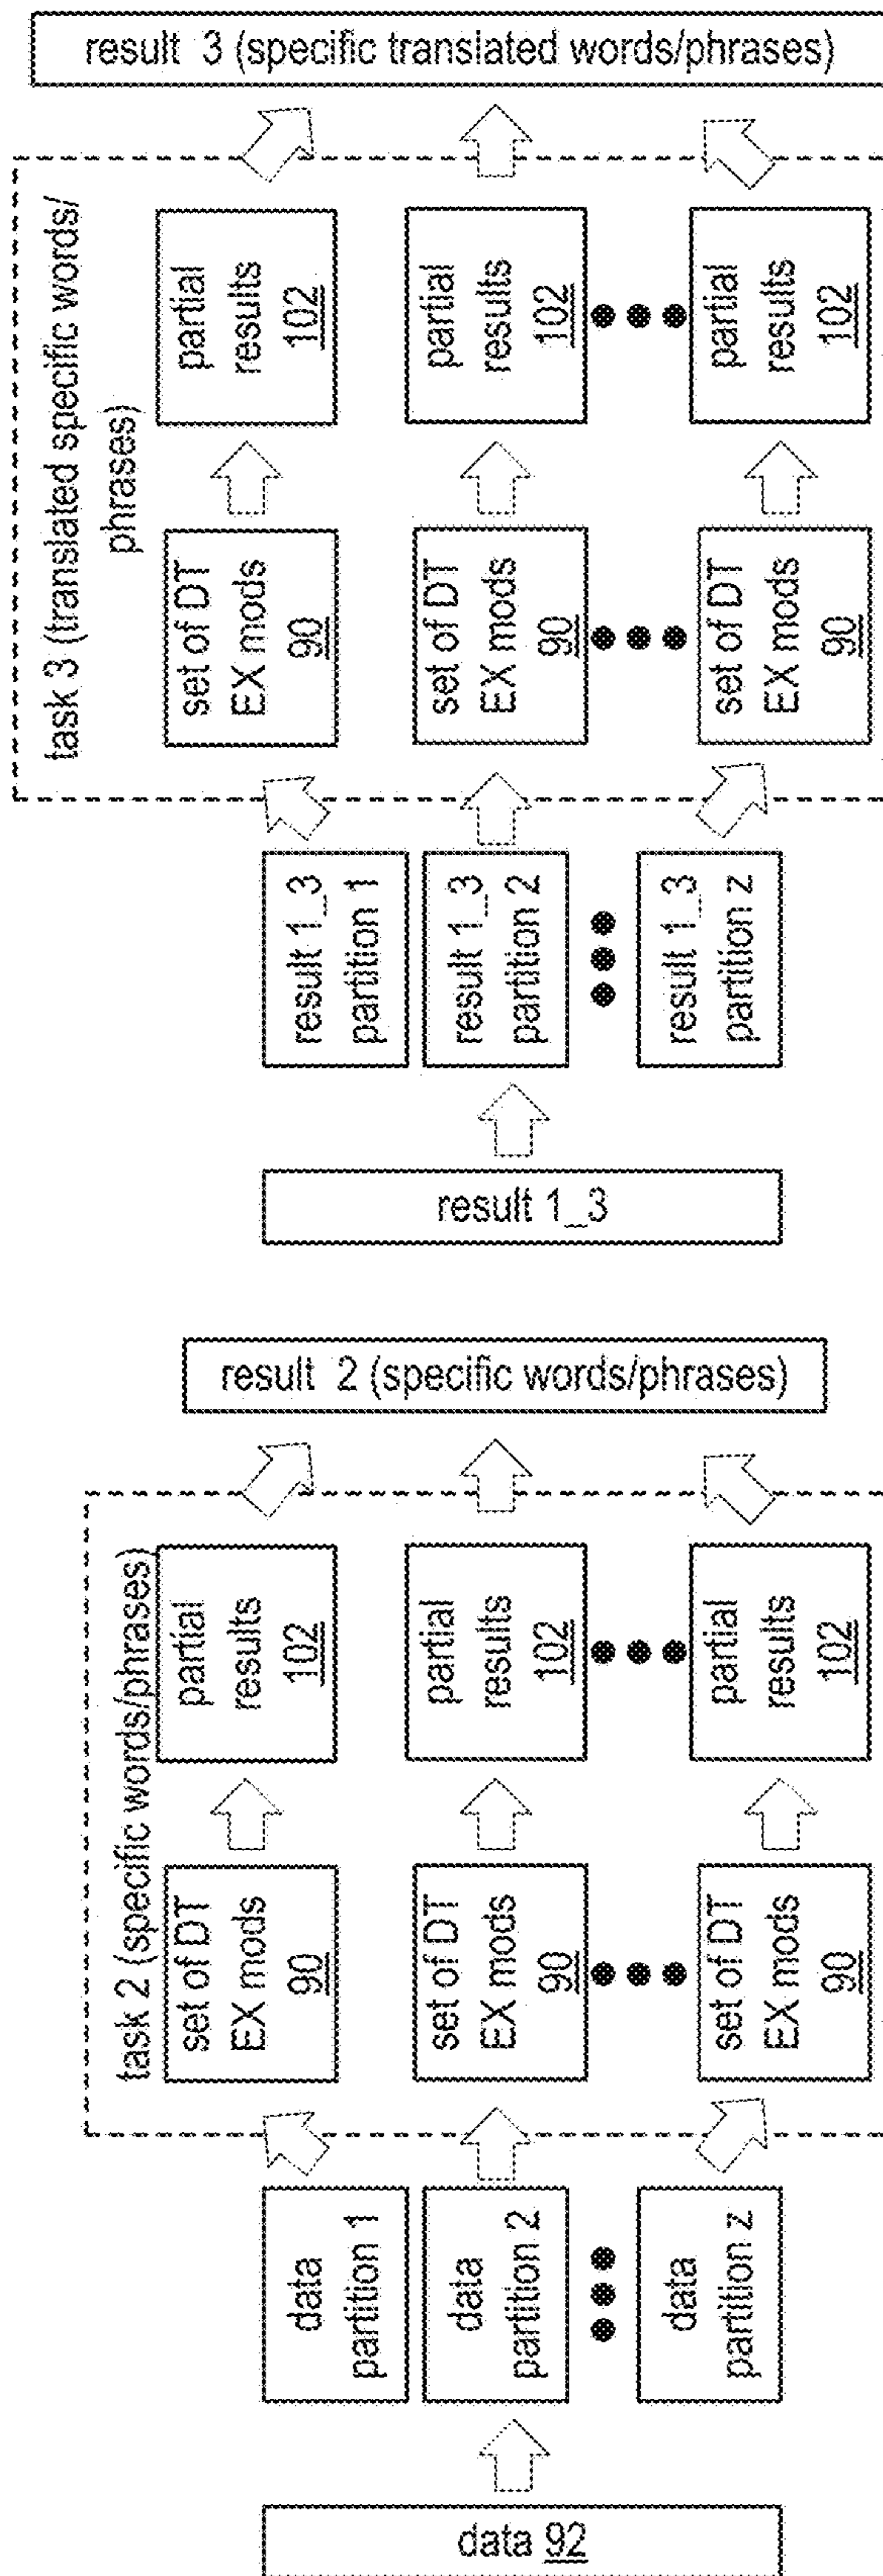 data 92
data
partition 1
data
partition 2
data
partition z
task 2 (specific words/phrases)
set of DT
EX mods
90
set of DT
EX mods
90
set of DT
EX mods
90
partial
results
102
partial
results
102
partial
results
102
result 2 (specific words/phrases)
result 1_3
result 1_3
partition 1
result 1_3
partition 2
result 1_3
partition z
task 3 (translated specific words/
phrases)
set of DT
EX mods
90
set of DT
EX mods
90
set of DT
EX mods
90
partial
results
102
partial
results
102
partial
results
102
result 3 (specific translated words/phrases)